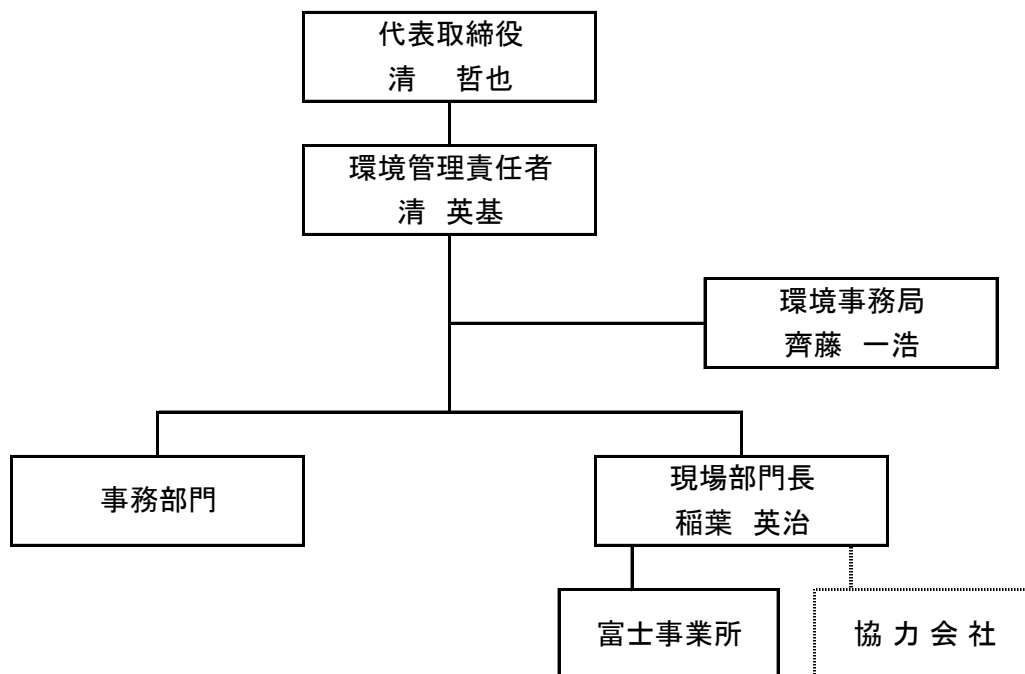 代表取締役
清 哲也
環境管理責任者
清 英基
環境事務局
齊藤 一浩
事務部門
現場部門長
稲葉 英治
富士事業所
協力会社